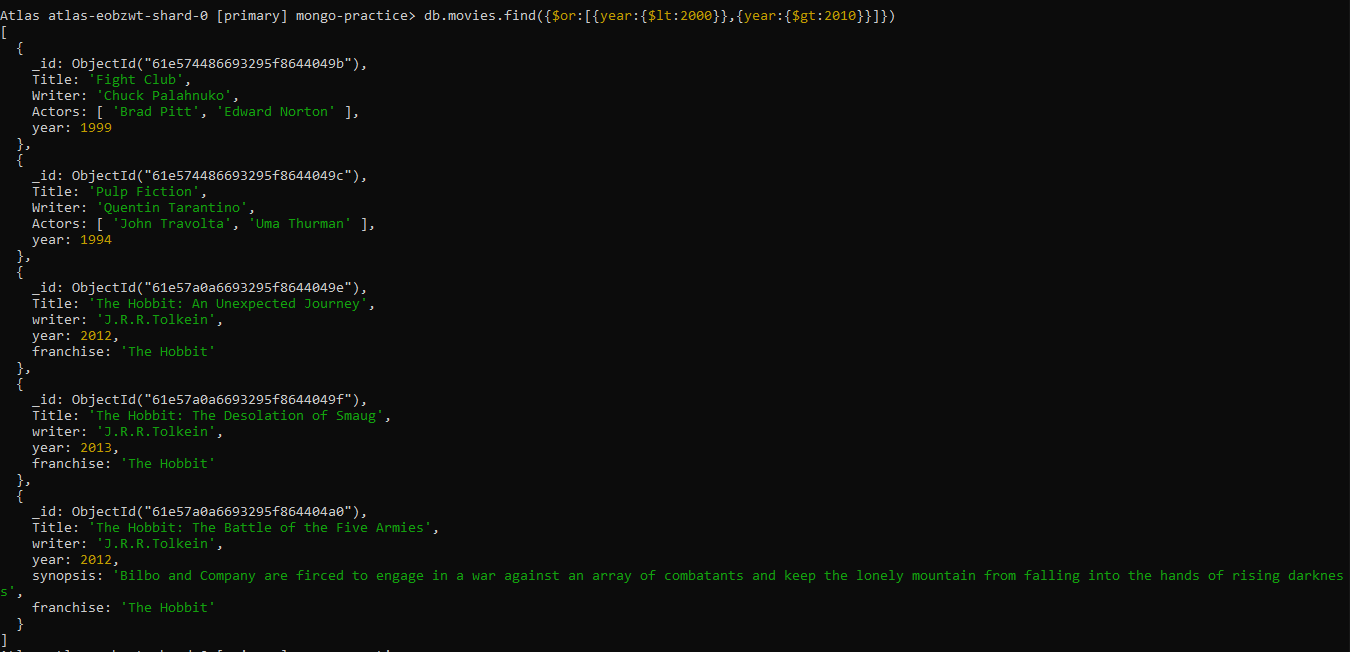 Atlas atlas-eobzwt-shard-0 [primary] mongo-practice> db.movies.find({$or:[{year:{$lt:2000}},{year:{$gt:2010}}]})
[
  {
    _id: ObjectId("61e574486693295f8644049b"),
    Title: 'Fight Club',
    Writer: 'Chuck Palahnuko',
    Actors: [ 'Brad Pitt', 'Edward Norton' ],
    year: 1999
  },
  {
    _id: ObjectId("61e574486693295f8644049c"),
    Title: 'Pulp Fiction',
    Writer: 'Quentin Tarantino',
    Actors: [ 'John Travolta', 'Uma Thurman' ],
    year: 1994
  },
  {
    _id: ObjectId("61e57a0a6693295f8644049e"),
    Title: 'The Hobbit: An Unexpected Journey',
    writer: 'J.R.R.Tolkein',
    year: 2012,
    franchise: 'The Hobbit'
  },
  {
    _id: ObjectId("61e57a0a6693295f8644049f"),
    Title: 'The Hobbit: The Desolation of Smaug',
    writer: 'J.R.R.Tolkein',
    year: 2013,
    franchise: 'The Hobbit'
  },
  {
    _id: ObjectId("61e57a0a6693295f864404a0"),
    Title: 'The Hobbit: The Battle of the Five Armies',
    writer: 'J.R.R.Tolkein',
    year: 2012,
    synopsis: 'Bilbo and Company are firced to engage in a war against an array of combatants and keep the lonely mountain from falling into the hands of rising darknes
s',
    franchise: 'The Hobbit'
  }
]